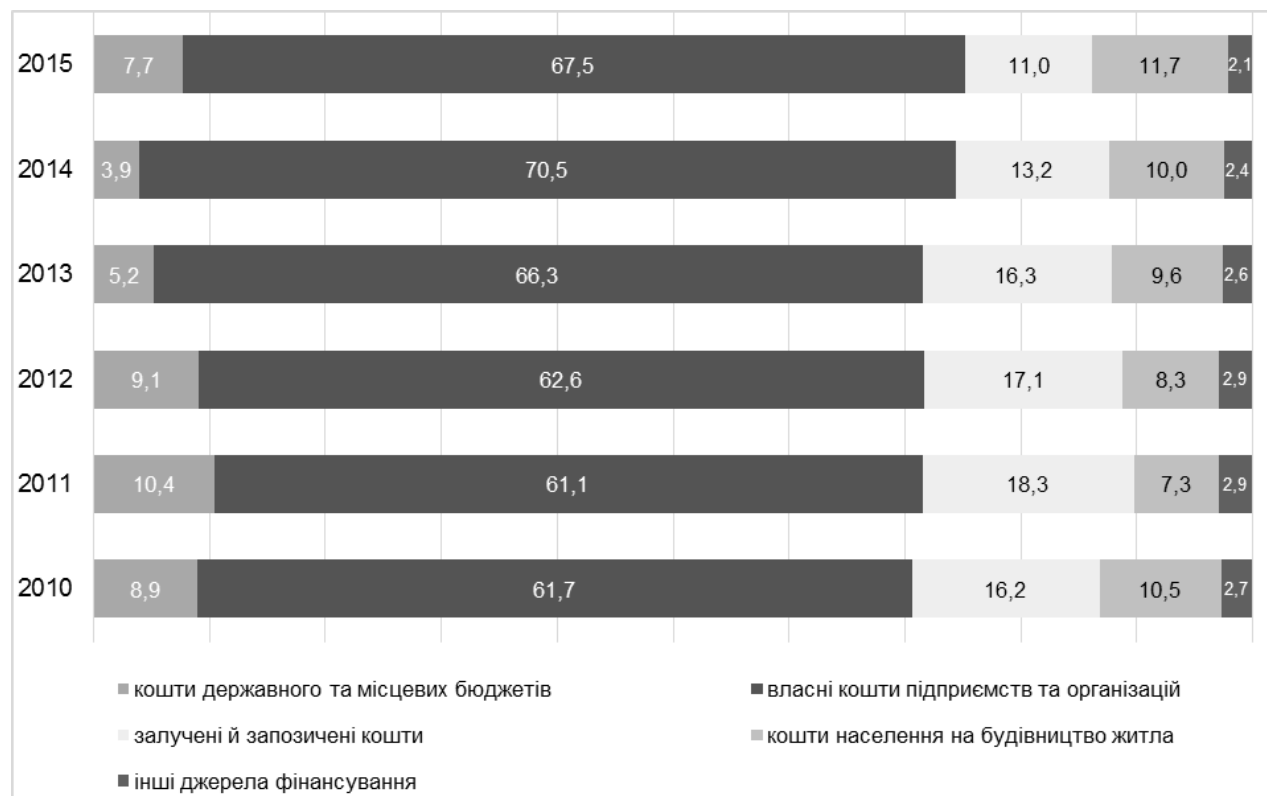 2015 7,7 67,5 11,0 11,7 2,1
2014 3,9 70,5 13,2 10,0 2,4
2013 5,2 66,3 16,3 9,6 2,6
2012 9,1 62,6 17,1 8,3 2,9
2011 10,4 61,1 18,3 7,3 2,9
2010 8,9 61,7 16,2 10,5 2,7
кошти державного та місцевих бюджетів власні кошти підприємств та організацій
залучені й запозичені кошти кошти населення на будівництво житла
інші джерела фінансування